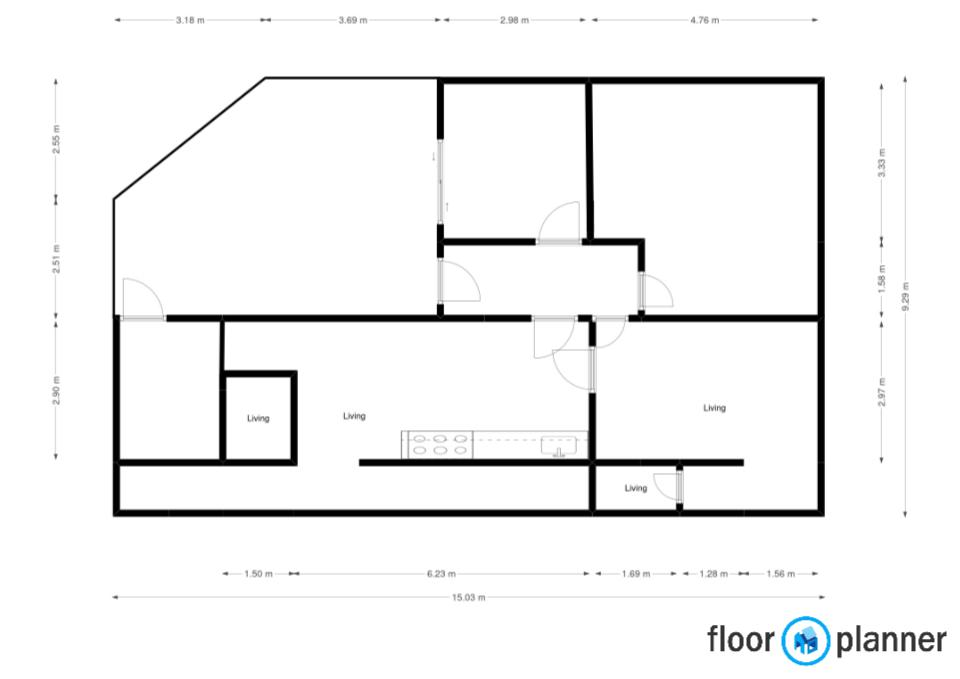 3.18 m 3.69 m 2.98 m 4.76 m
2.55 m
3.33 m
2.51 m
1.58 m
9.29 m
2.90 m
2.97 m
Living
Living
Living
Living
1.50 m 6.23 m 1.69 m 1.28 m 1.56 m
15.03 m
floor planner